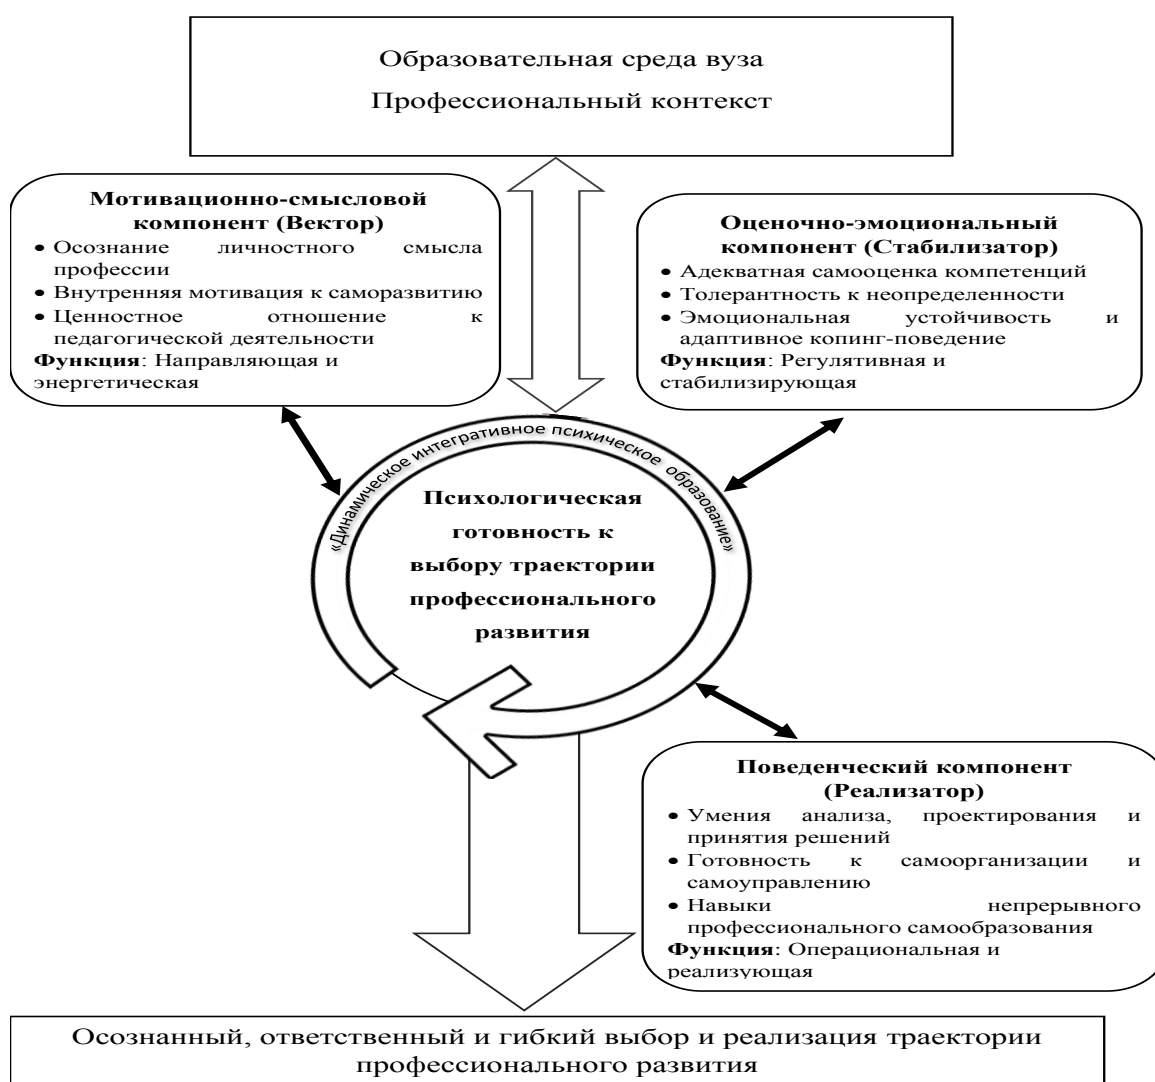 Образовательная среда вуза
Профессиональный контекст
Мотивационно-смысловой
компонент (Вектор)
• Осознание личностного смысла
профессии
• Внутренняя мотивация к саморазвитию
• Ценностное отношение к
педагогической деятельности
Функция: Направляющая и
энергетическая
Оценочно-эмоциональный
компонент (Стабилизатор)
• Адекватная самооценка компетенций
• Толерантность к неопределенности
• Эмоциональная устойчивость и
адаптивное копинг-поведение
Функция: Регулятивная и
стабилизирующая
«Динамическое интегративное психическое образование»
Психологическая
готовность к
выбору траектории
профессионального
развития
Поведенческий компонент
(Реализатор)
• Умения анализа, проектирования и
принятия решений
• Готовность к самоорганизации и
самоуправлению
• Навыки непрерывного
профессионального самообразования
Функция: Операциональная и
реализующая
Осознанный, ответственный и гибкий выбор и реализация траектории
профессионального развития